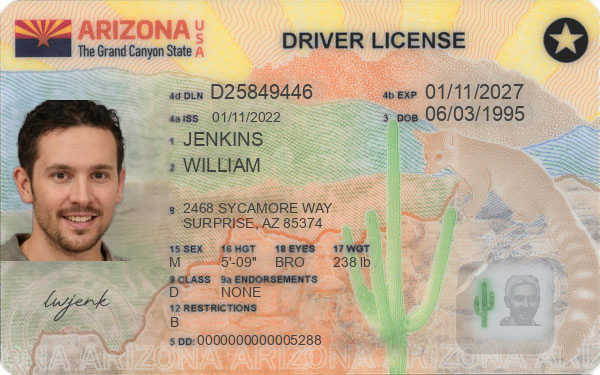 ARIZONA USA
The Grand Canyon State
DRIVER LICENSE
4d DLN D25849446 4b EXP 01/11/2027
4a ISS 01/11/2022 3 DOB 06/03/1995
1 JENKINS
2 WILLIAM
8 2468 SYCAMORE WAY
SURPRISE, AZ 85374
15 SEX 16 HGT 18 EYES 17 WGT
M 5'-09" BRO 238 lb
9 CLASS 9a ENDORSEMENTS
D NONE
12 RESTRICTIONS
B
lwjenk
5 DD: 0000000000005288
ONA ARIZONA ARIZONA ARIZONA ARIZON